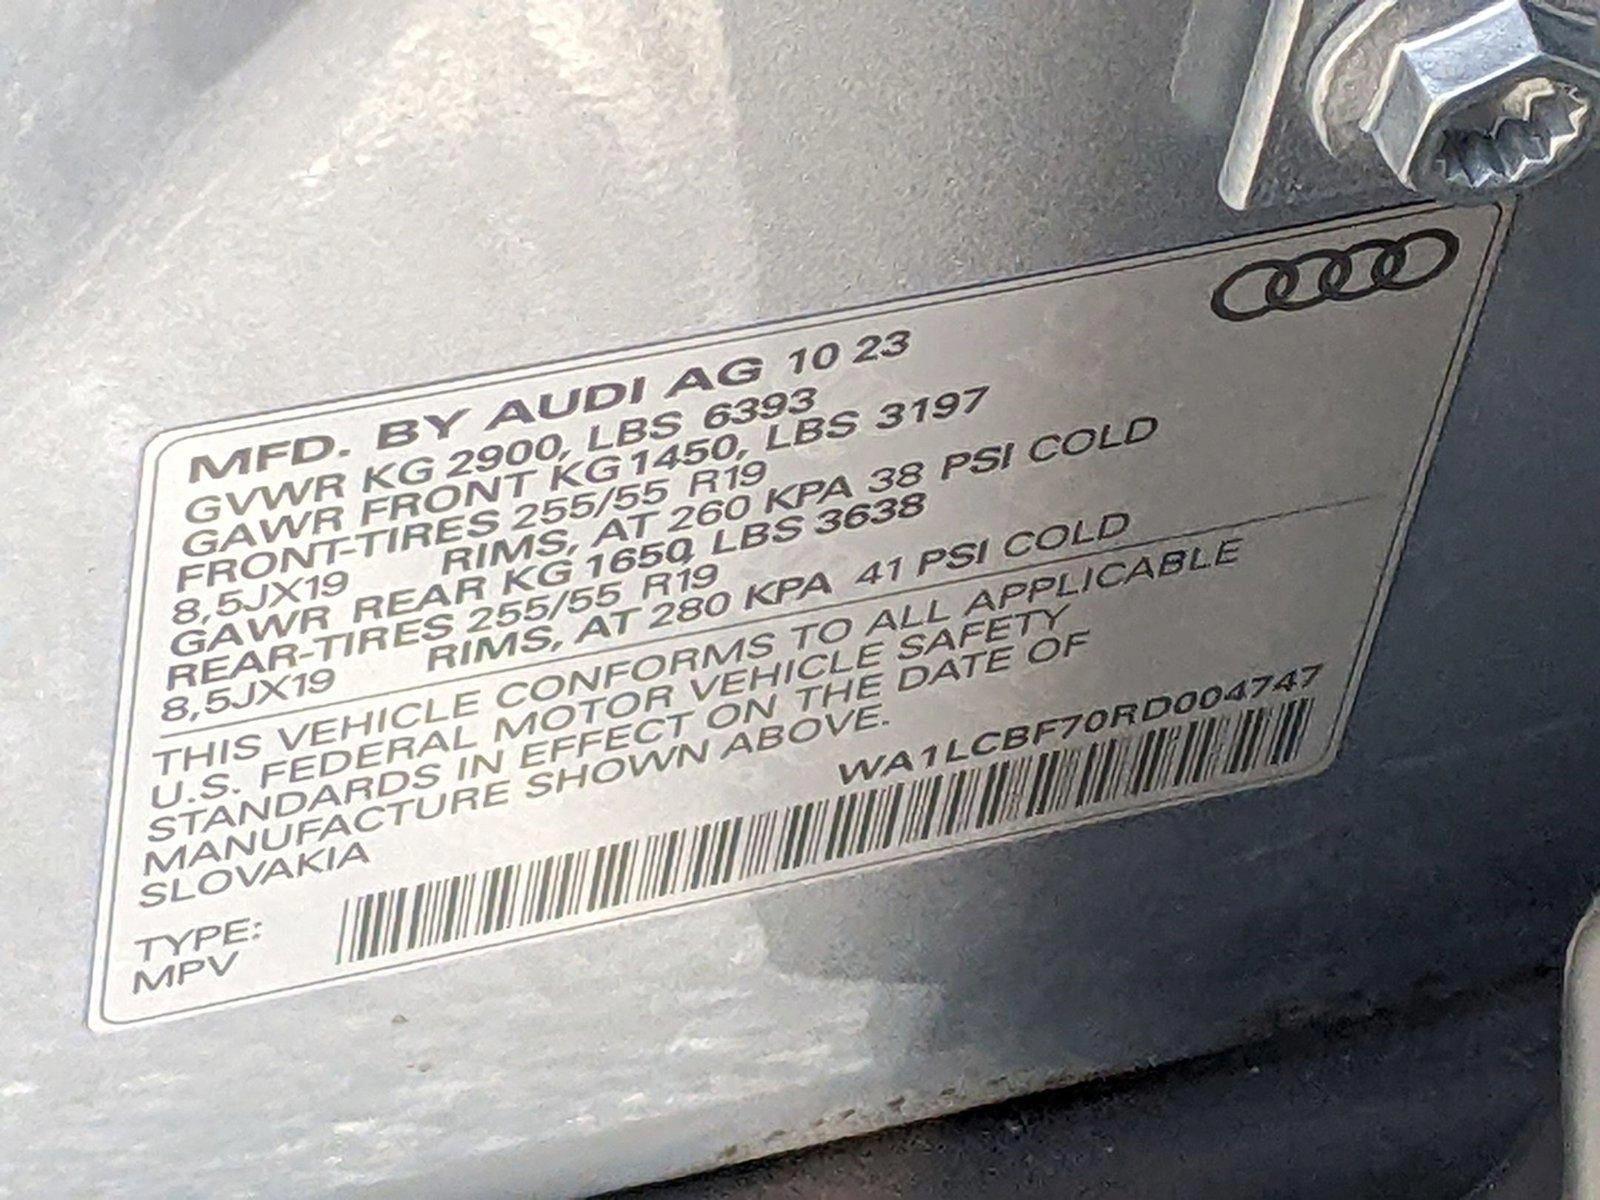 MFD. BY AUDI AG 10 23
GVWR KG 2900, LBS 6393
GAWR FRONT KG 1450, LBS 3197
FRONT-TIRES 255/55 R19
8,5JX19 RIMS, AT 260 KPA 38 PSI COLD
GAWR REAR KG 1650, LBS 3638
REAR-TIRES 255/55 R19
8,5JX19 RIMS, AT 280 KPA 41 PSI COLD
THIS VEHICLE CONFORMS TO ALL APPLICABLE
U.S. FEDERAL MOTOR VEHICLE SAFETY
STANDARDS IN EFFECT ON THE DATE OF
MANUFACTURE SHOWN ABOVE.
SLOVAKIA
WA1LCBF70RD004747
TYPE:
MPV